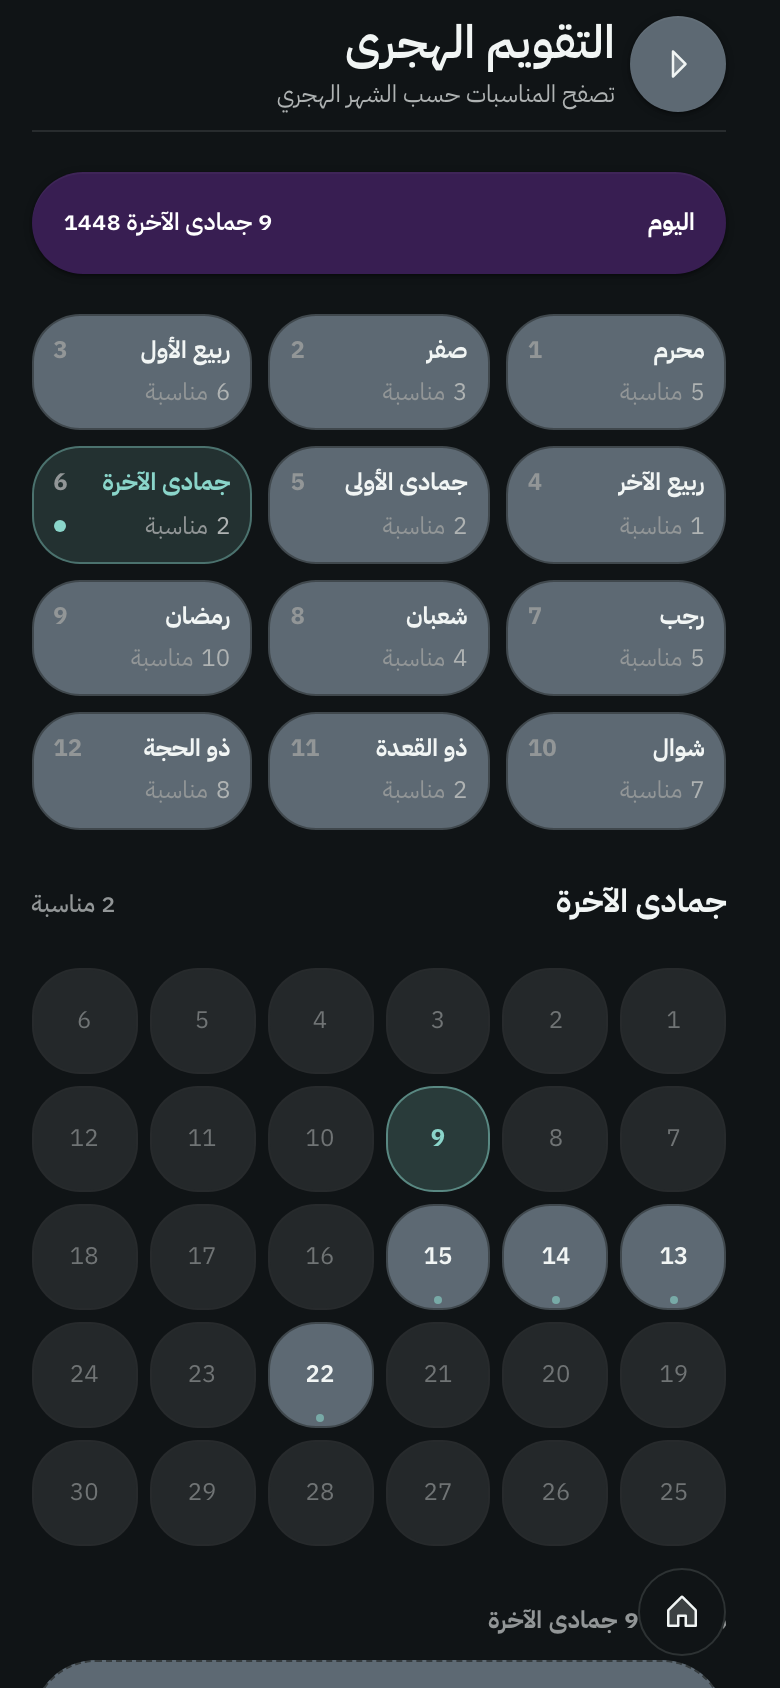 التقويم الهجرى
تصفح المناسبات حسب الشهر الهجري
اليوم
9 جمادى الآخرة 1448
محرم 1
5 مناسبة
صفر 2
3 مناسبة
ربيع الأول 3
6 مناسبة
ربيع الآخر 4
1 مناسبة
جمادى الأولى 5
2 مناسبة
جمادى الآخرة 6
2 مناسبة
رجب 7
5 مناسبة
شعبان 8
4 مناسبة
رمضان 9
10 مناسبة
شوال 10
7 مناسبة
ذو القعدة 11
2 مناسبة
ذو الحجة 12
8 مناسبة
جمادى الآخرة
2 مناسبة
1 2 3 4 5 6
7 8 9 10 11 12
13 14 15 16 17 18
19 20 21 22 23 24
25 26 27 28 29 30
9 جمادى الآخرة